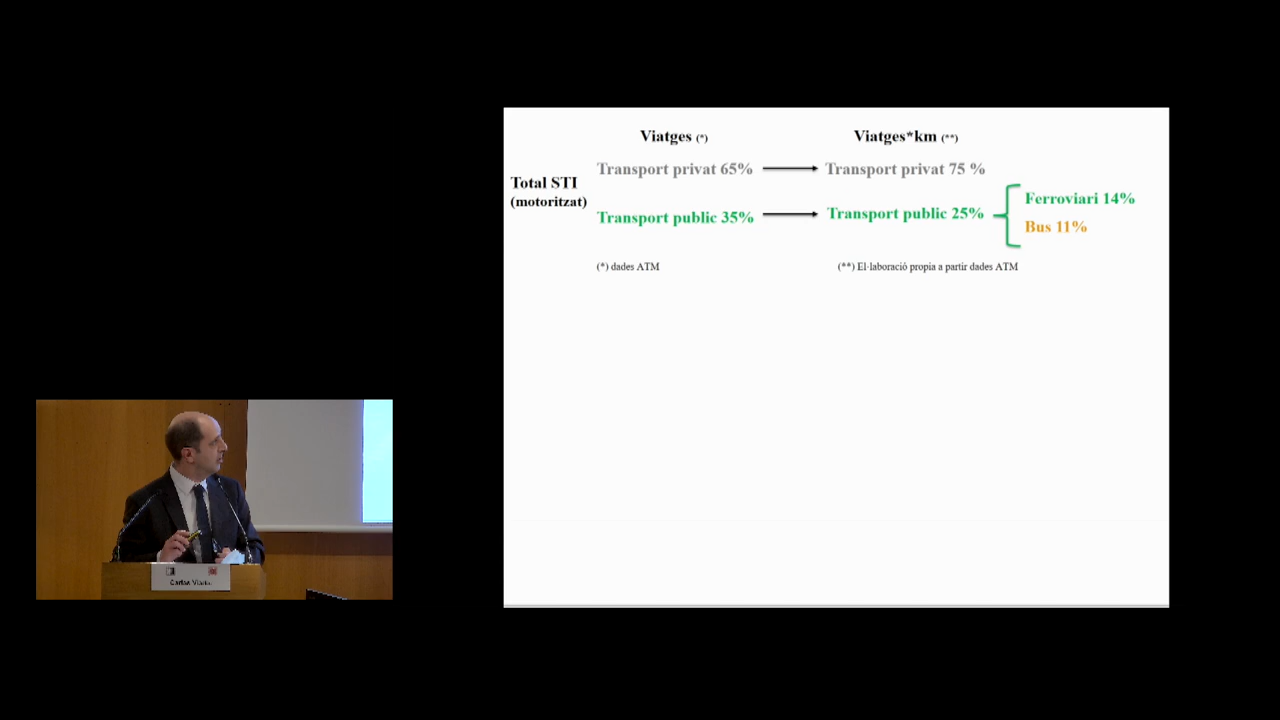 Viatges (*)
Viatges*km (**)
Total STI
(motoritzat)
Transport privat 65%
Transport privat 75 %
Transport public 35%
Transport public 25%
Ferroviari 14%
Bus 11%
(*) dades ATM
(**) El·laboració propia a partir dades ATM
Carles